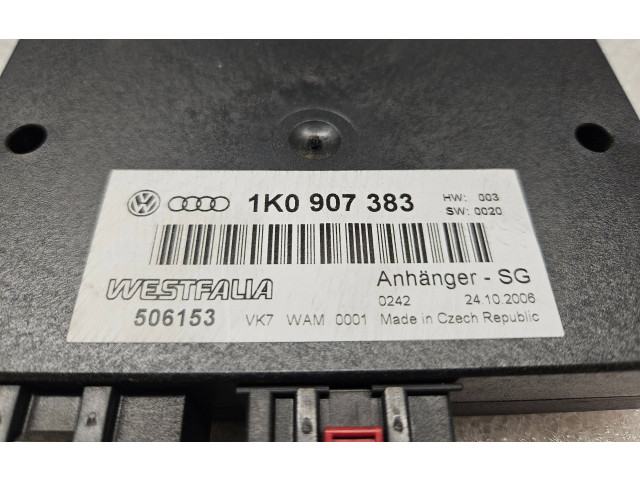 1K0 907 383 HW: 003
SW: 0020
WESTFALIA Anhänger - SG
0242 24.10.2006
506153 VK7 WAM 0001 Made in Czech Republic